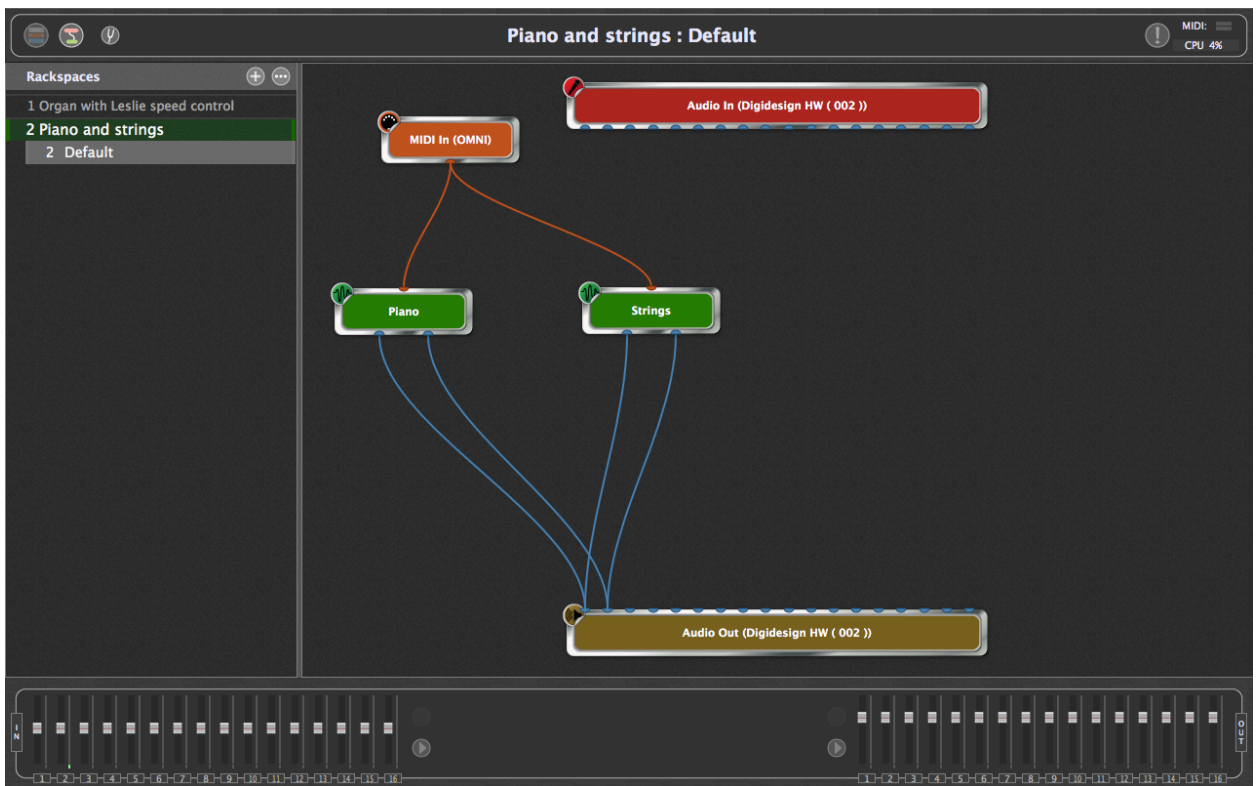 Piano and strings : Default
MIDI:
CPU 4%
Rackspaces
1 Organ with Leslie speed control
2 Piano and strings
2 Default
Audio In (Digidesign HW ( 002 ))
MIDI In (OMNI)
Piano
Strings
Audio Out (Digidesign HW ( 002 ))
IN
1 2 3 4 5 6 7 8 9 10 11 12 13 14 15 16
1 2 3 4 5 6 7 8 9 10 11 12 13 14 15 16
OUT